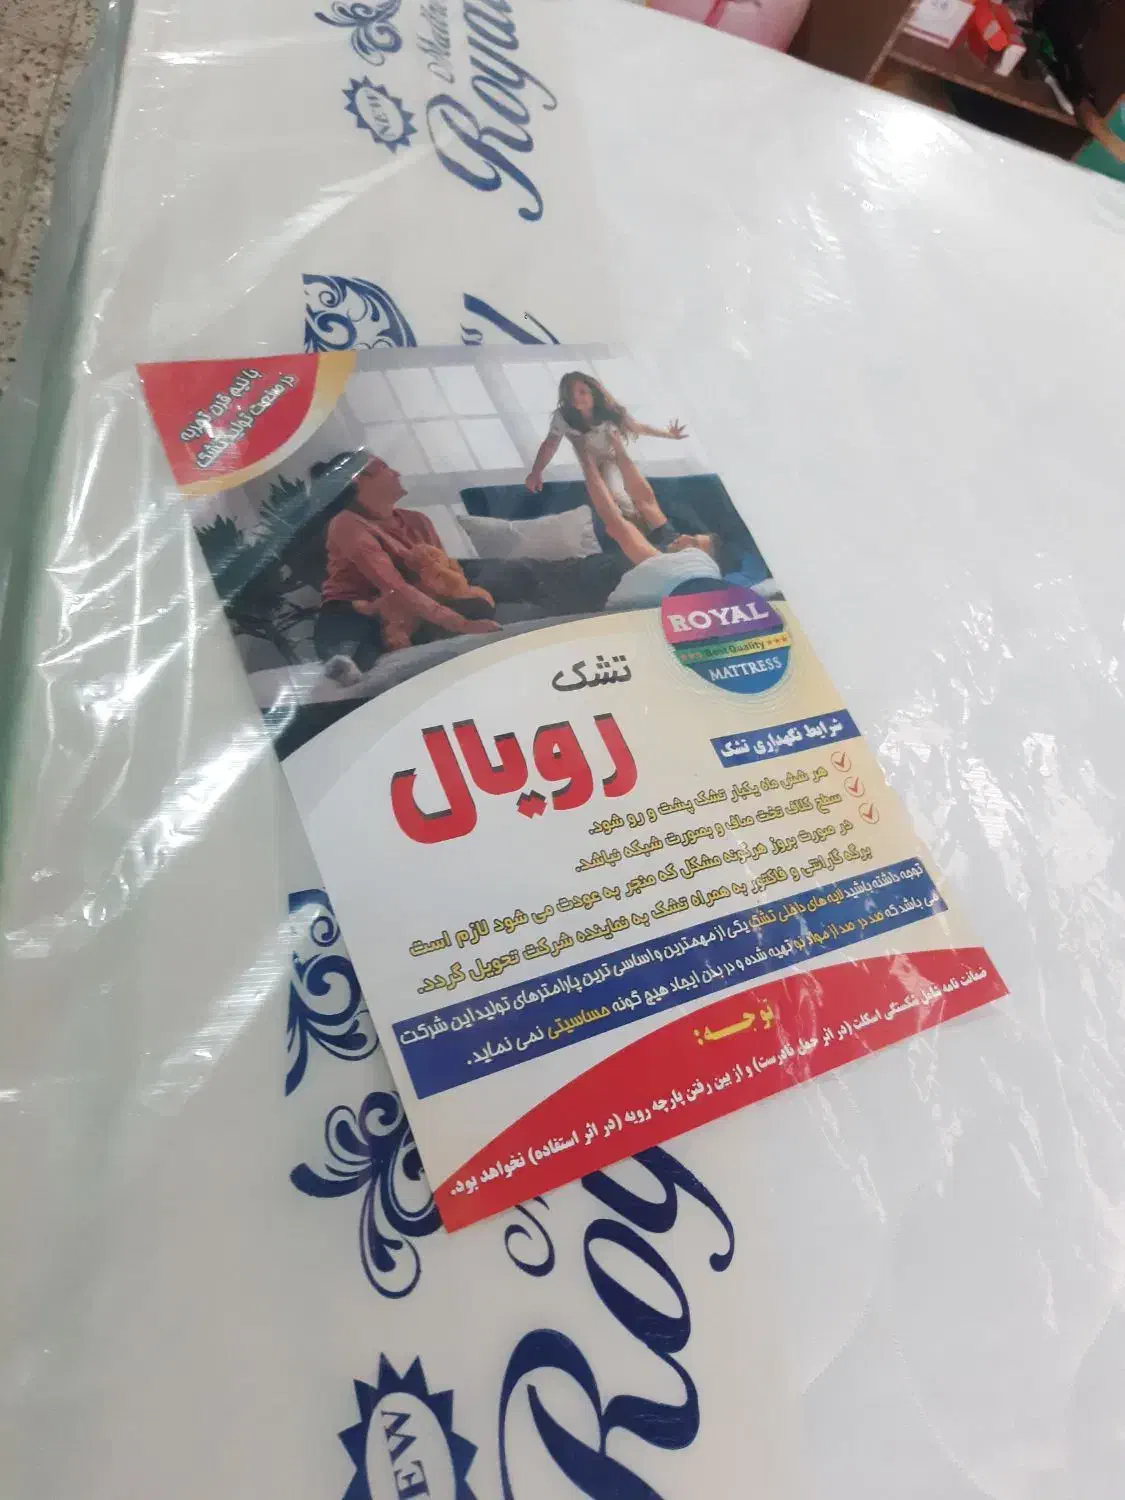 NEW
Royal
با نیم قرن تجربه
در صنعت تولید تشک
ROYAL
Best Quality
MATTRESS
تشک
رویال
شرایط نگهداری تشک
هر شش ماه یکبار تشک پشت و رو شود.
سطح کلاف تخت صاف و بصورت شبکه نباشد.
در صورت بروز هرگونه مشکل که منجر به عودت می شود لازم است
برگه گارانتی و فاکتور به همراه تشک به نماینده شرکت تحویل گردد.
توجه داشته باشید لایه های داخلی تشک یکی از مهمترین و اساسی ترین پارامترهای تولید این شرکت
می باشد که صد در صد از مواد نو تهیه شده و در بدن ایجاد هیچ گونه حساسیتی نمی نماید.
توجه:
ضمانت نامه شامل شکستگی اسکلت (در اثر حمل نادرست) و از بین رفتن پارچه رویه (در اثر استفاده) نخواهد بود.
Roy
EW